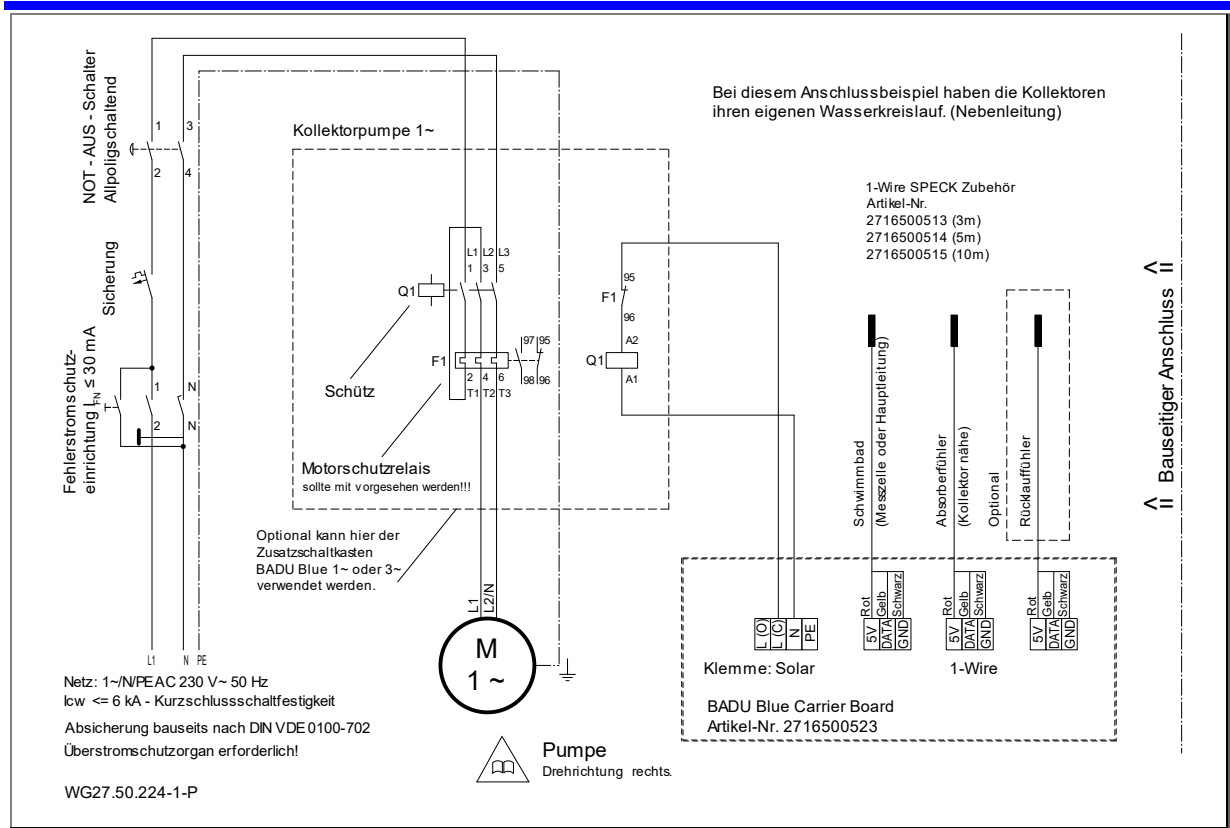 NOT - AUS - Schalter
Allpoligschaltend
1
3
2
4
Sicherung
Fehlerstromschutz-
einrichtung I_FN ≤ 30 mA
1
N
2
N
L1
N
PE
Netz: 1~/N/PEAC 230 V~ 50 Hz
Icw <= 6 kA - Kurzschlussschaltfestigkeit
Absicherung bauseits nach DIN VDE 0100-702
Überstromschutzorgan erforderlich!
WG27.50.224-1-P
Kollektorpumpe 1~
L1 L2 L3
1 3 5
Q1
F1
97 95
98 96
2 4 6
T1 T2 T3
Schütz
Motorschutzrelais
sollte mit vorgesehen werden!!!
Optional kann hier der
Zusatzschaltkasten
BADU Blue 1~ oder 3~
verwendet werden.
L1
L2/N
M
1 ~
Pumpe
Drehrichtung rechts.
95
F1
96
A2
Q1
A1
Bei diesem Anschlussbeispiel haben die Kollektoren
ihren eigenen Wasserkreislauf. (Nebenleitung)
1-Wire SPECK Zubehör
Artikel-Nr.
2716500513 (3m)
2716500514 (5m)
2716500515 (10m)
Schwimmbad
(Messzelle oder Hauptleitung)
Absorberfühler
(Kollektor nähe)
Optional
Rücklauffühler
Rot
Gelb
Schwarz
5V
DATA
GND
Rot
Gelb
Schwarz
5V
DATA
GND
Rot
Gelb
Schwarz
5V
DATA
GND
L (O)
L (C)
N
PE
Klemme: Solar
1-Wire
BADU Blue Carrier Board
Artikel-Nr. 2716500523
<= Bauseitiger Anschluss <=